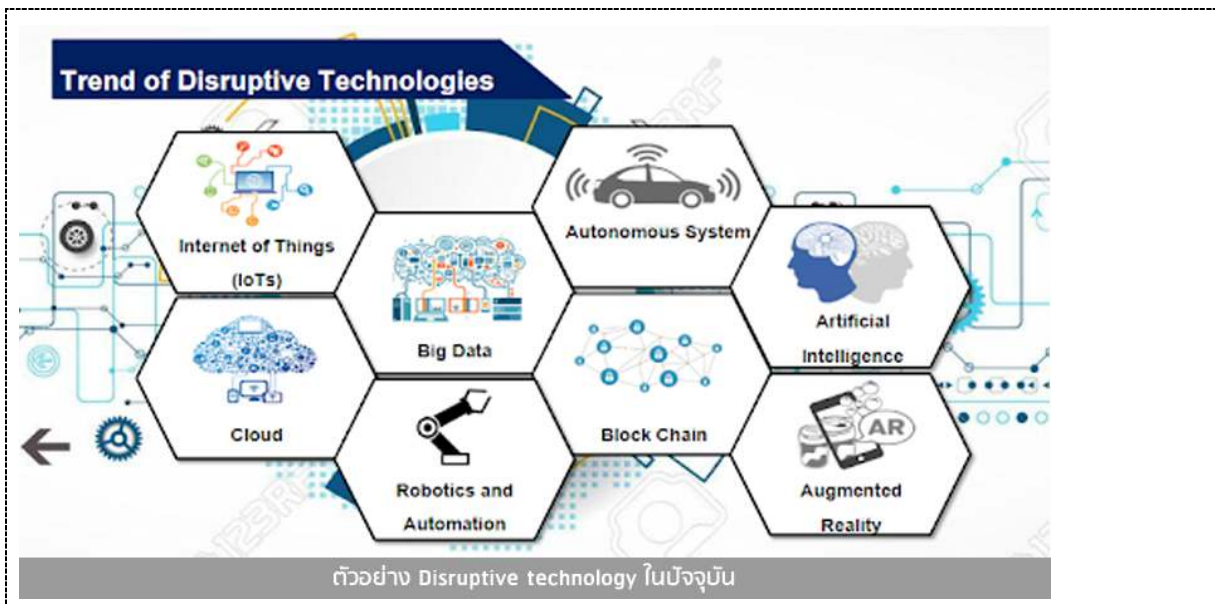 Trend of Disruptive Technologies
Internet of Things
(IoTs)
Autonomous System
Big Data
Artificial
Intelligence
Cloud
Block Chain
Robotics and
Automation
AR
Augmented
Reality
ตัวอย่าง Disruptive technology ในปัจจุบัน